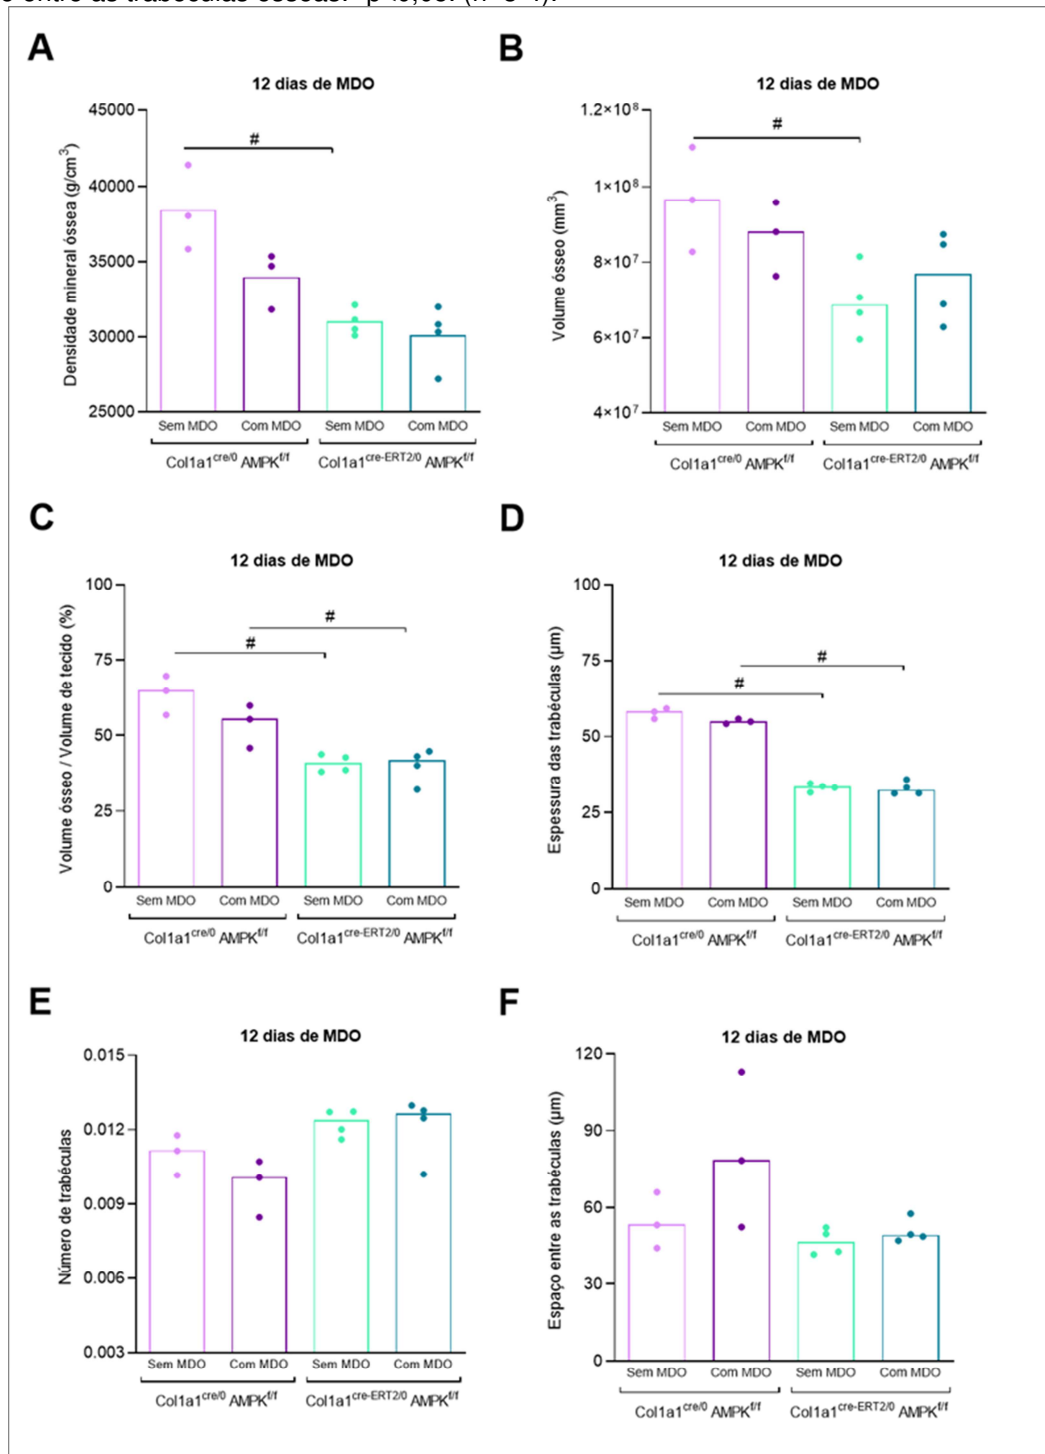 entre as trabéculas ósseas.
A
12 dias de MDO
45000
40000
35000
30000
25000
Densidade mineral óssea (g/cm³)
#
Sem MDO Com MDO Sem MDO Com MDO
Col1a1cre/0 AMPKf/f Col1a1cre-ERT2/0 AMPKf/f
B
12 dias de MDO
1.2×10⁸
1×10⁸
8×10⁷
6×10⁷
4×10⁷
Volume ósseo (mm³)
#
Sem MDO Com MDO Sem MDO Com MDO
Col1a1cre/0 AMPKf/f Col1a1cre-ERT2/0 AMPKf/f
C
12 dias de MDO
100
75
50
25
0
Volume ósseo / Volume de tecido (%)
#
#
Sem MDO Com MDO Sem MDO Com MDO
Col1a1cre/0 AMPKf/f Col1a1cre-ERT2/0 AMPKf/f
D
12 dias de MDO
100
75
50
25
0
Espessura das trabéculas (µm)
#
#
Sem MDO Com MDO Sem MDO Com MDO
Col1a1cre/0 AMPKf/f Col1a1cre-ERT2/0 AMPKf/f
E
12 dias de MDO
0.015
0.012
0.009
0.006
0.003
Número de trabéculas
Sem MDO Com MDO Sem MDO Com MDO
Col1a1cre/0 AMPKf/f Col1a1cre-ERT2/0 AMPKf/f
F
12 dias de MDO
120
90
60
30
0
Espaço entre as trabéculas (µm)
Sem MDO Com MDO Sem MDO Com MDO
Col1a1cre/0 AMPKf/f Col1a1cre-ERT2/0 AMPKf/f